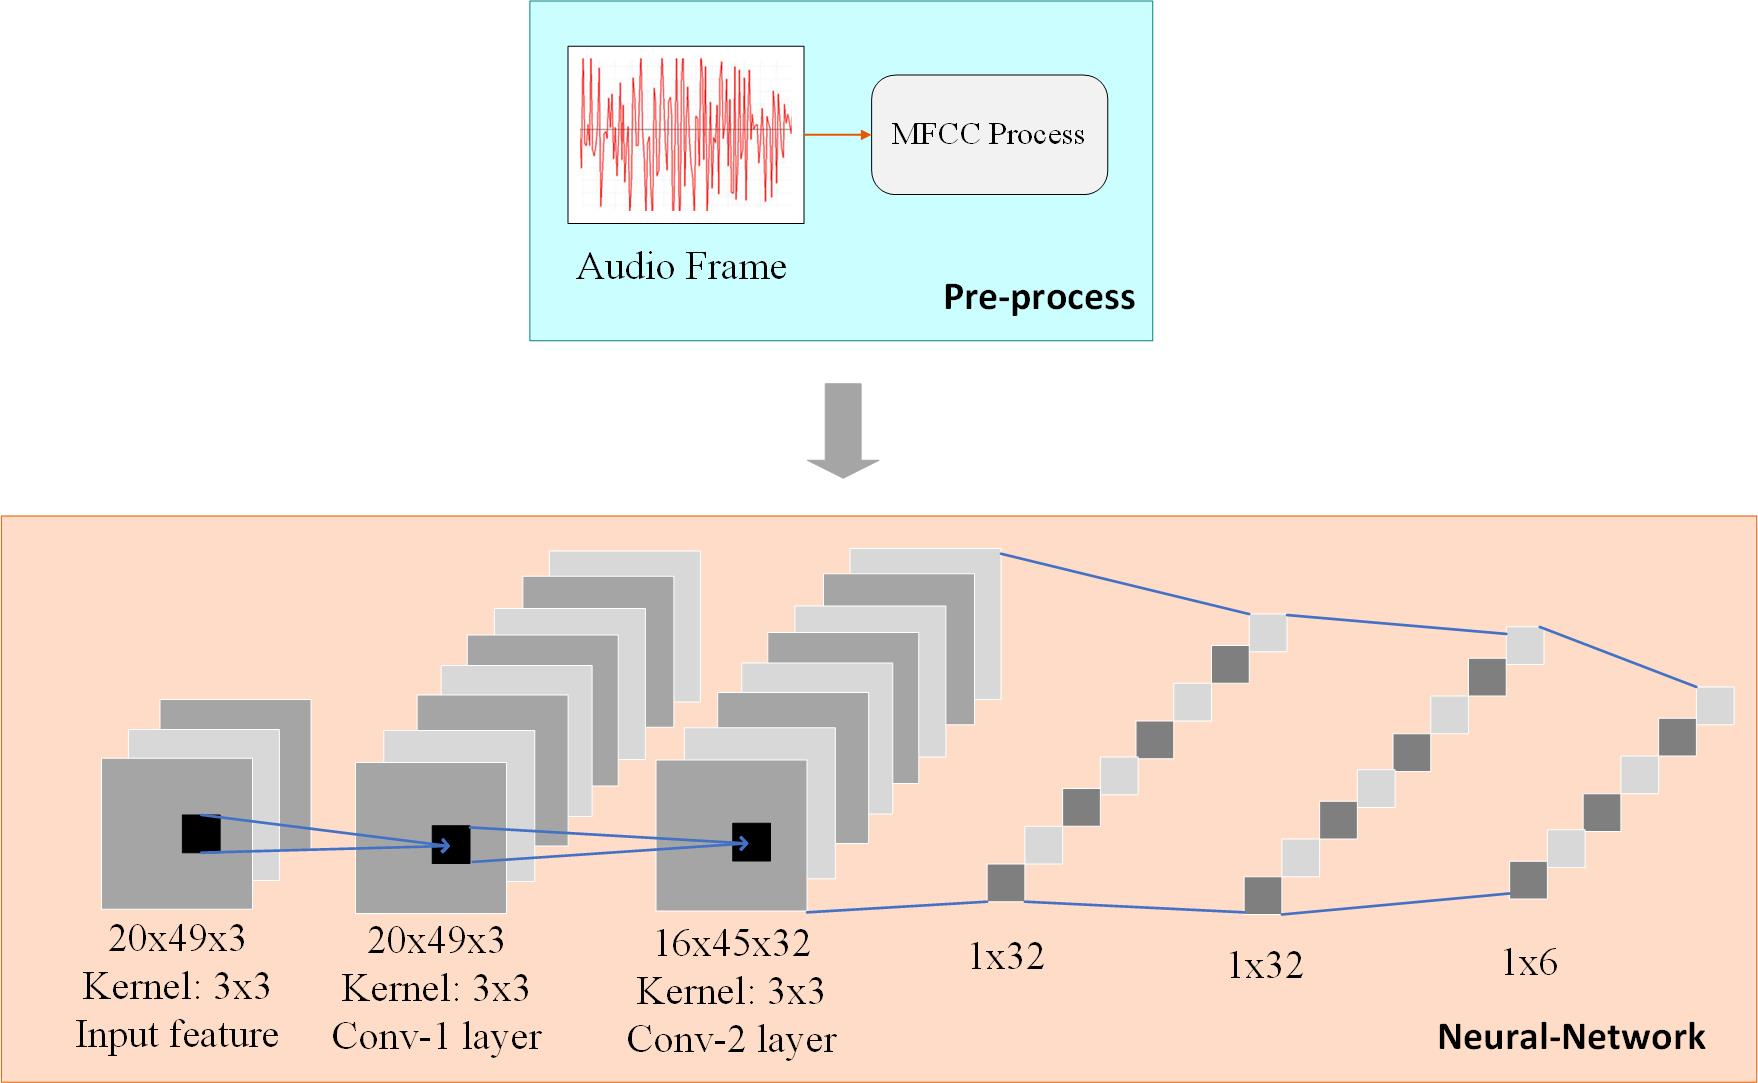 MFCC Process
Audio Frame
Pre-process
20x49x3
Kernel: 3x3
Input feature
20x49x3
Kernel: 3x3
Conv-1 layer
16x45x32
Kernel: 3x3
Conv-2 layer
1x32
1x32
1x6
Neural-Network